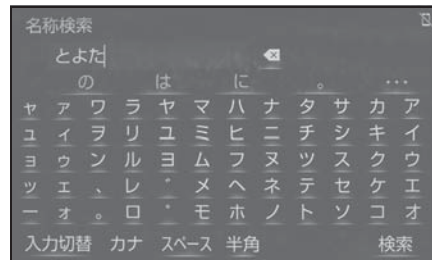 名称検索
とよた
の は に 。 …
ャ ァ ワ ラ ヤ マ ハ ナ タ サ カ ア
ュ ィ ヲ リ ユ ミ ヒ ニ チ シ キ イ
ョ ゥ ン ル ヨ ム フ ヌ ツ ス ク ウ
ッ ェ 、 レ ゛ メ ヘ ネ テ セ ケ エ
ー ォ 。 ロ ゜ モ ホ ノ ト ソ コ オ
入力切替 カナ スペース 半角 検索